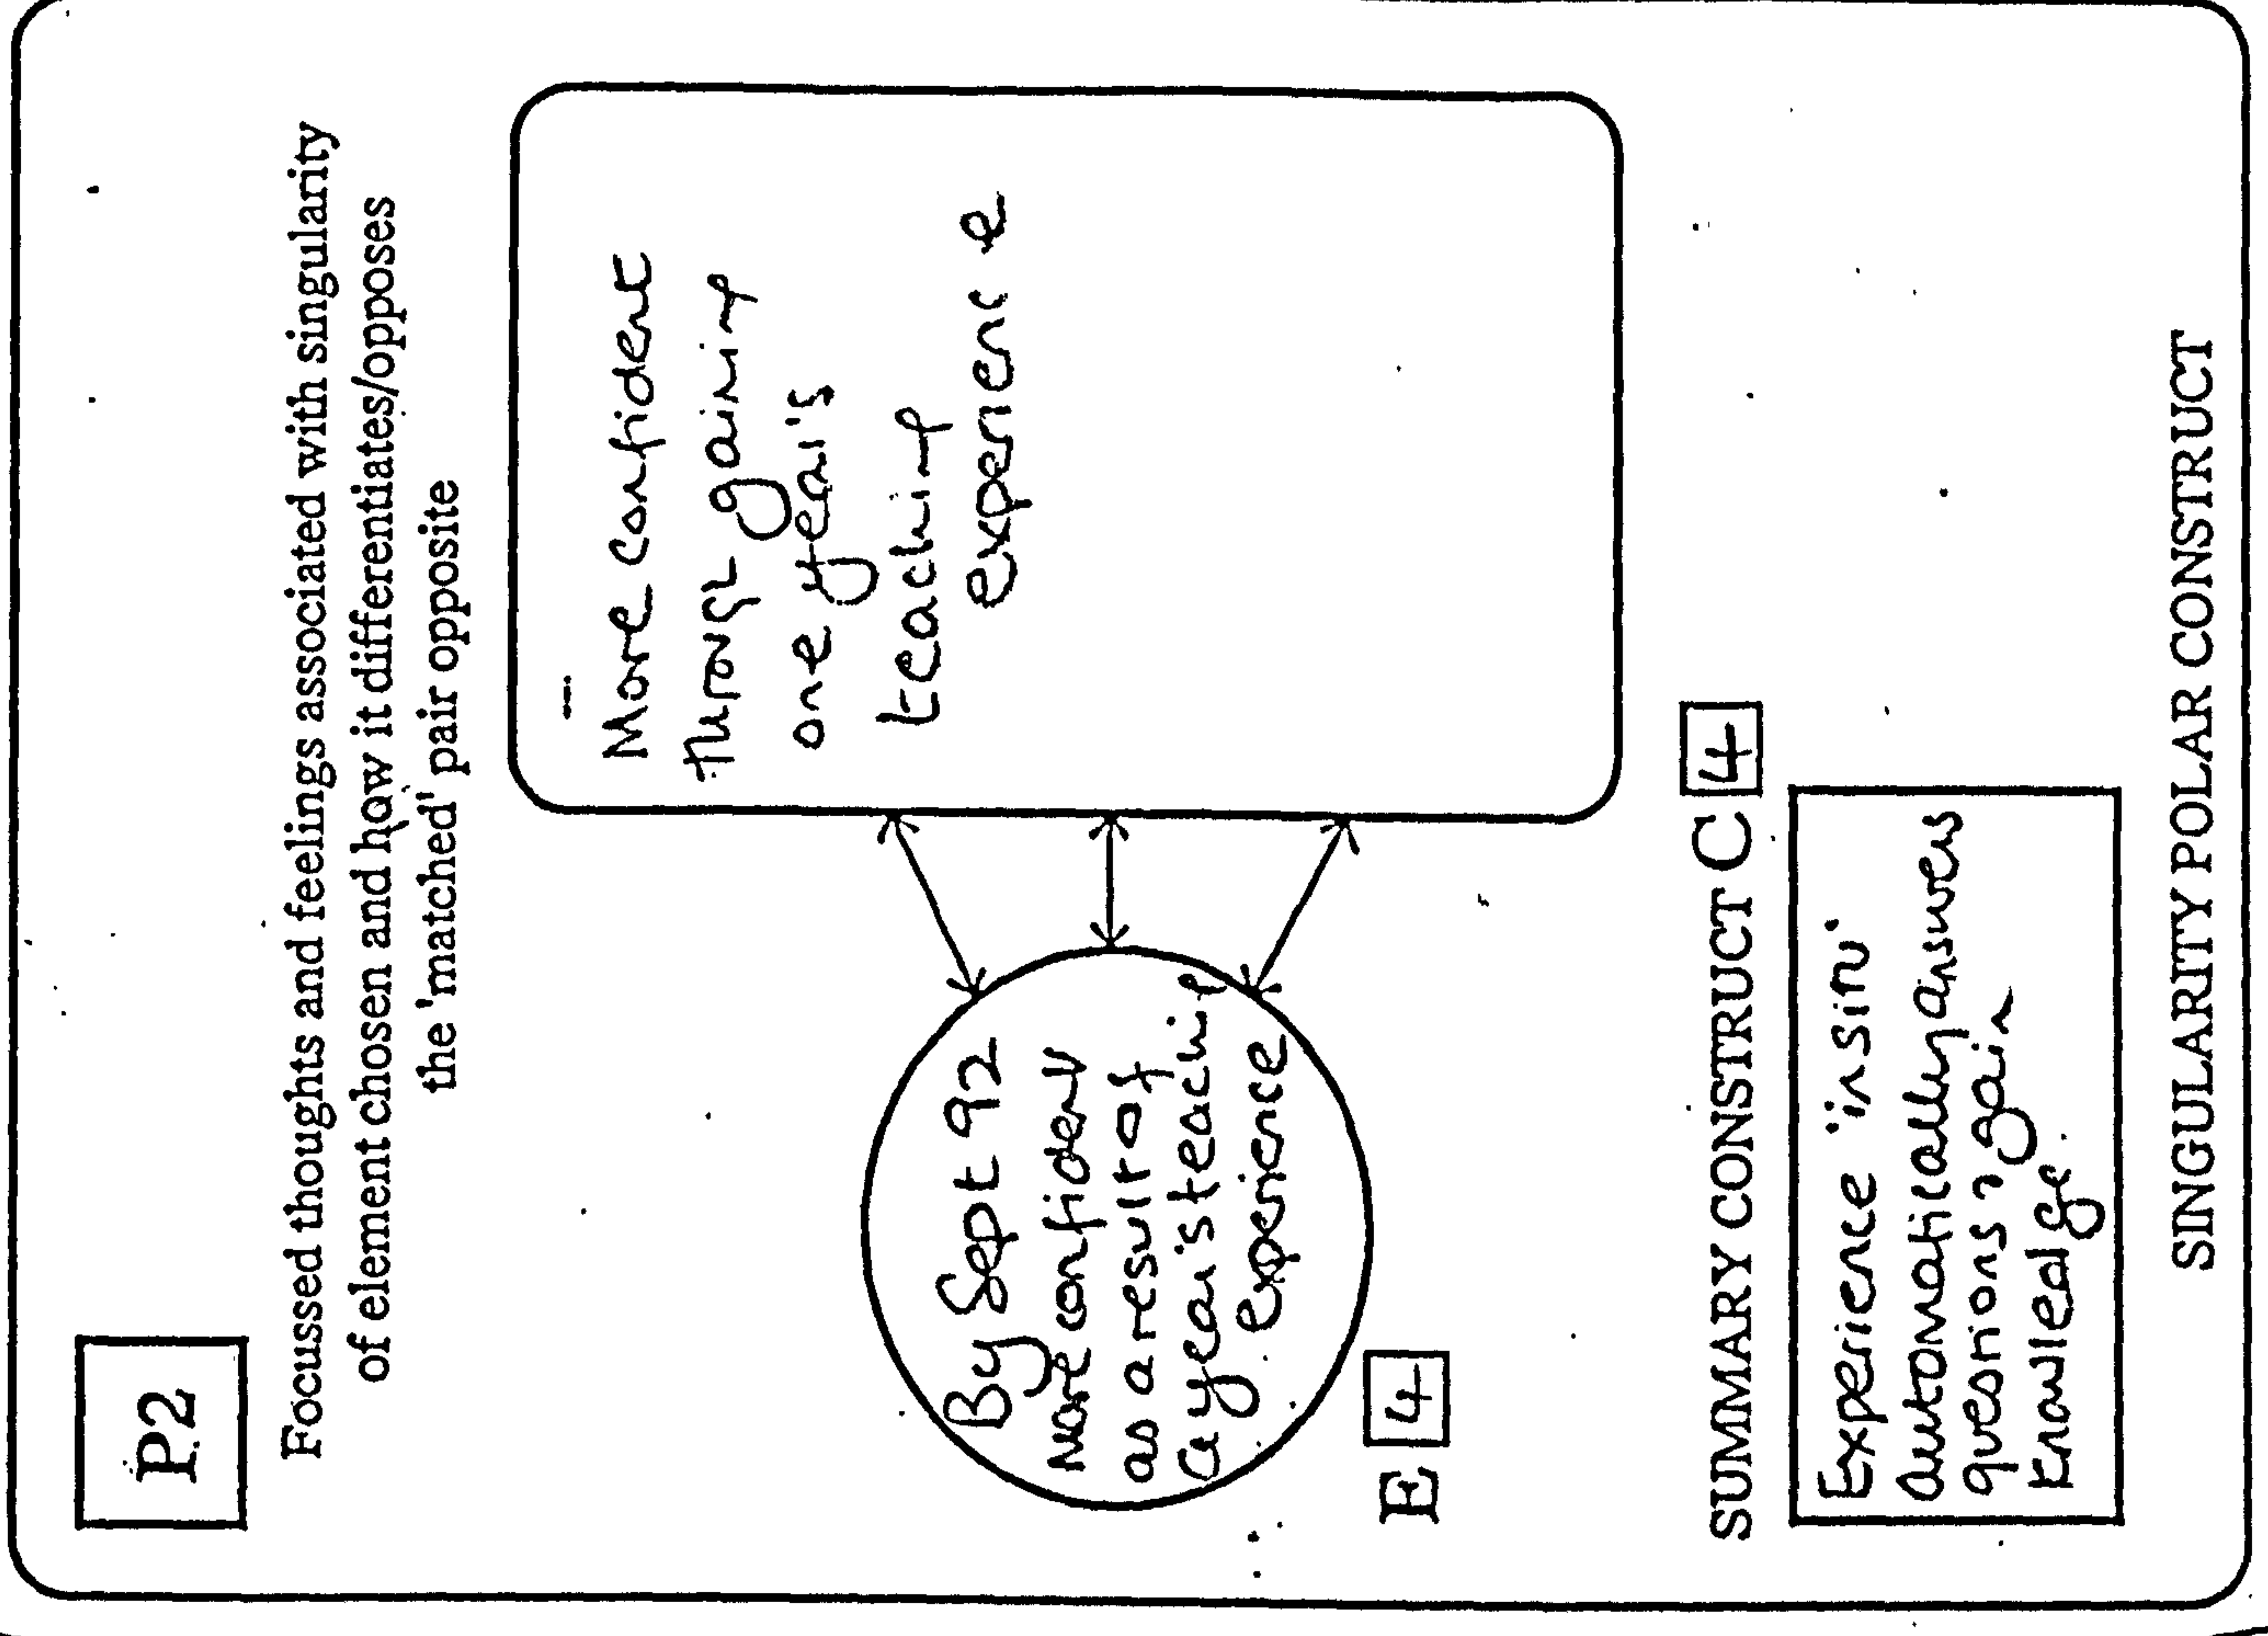 P2
Focussed thoughts and feelings associated with singularity
of element chosen and how it differentiates/opposes
the 'matched' pair opposite
More confident
through gaining
one year's
teaching
experience
By Sept 92
More confident
as a result of
a year's teaching
experience
E 4
SUMMARY CONSTRUCT C 4
Experience 'insitu'
automatically answers
questions & gain
knowledge.
SINGULARITY POLAR CONSTRUCT